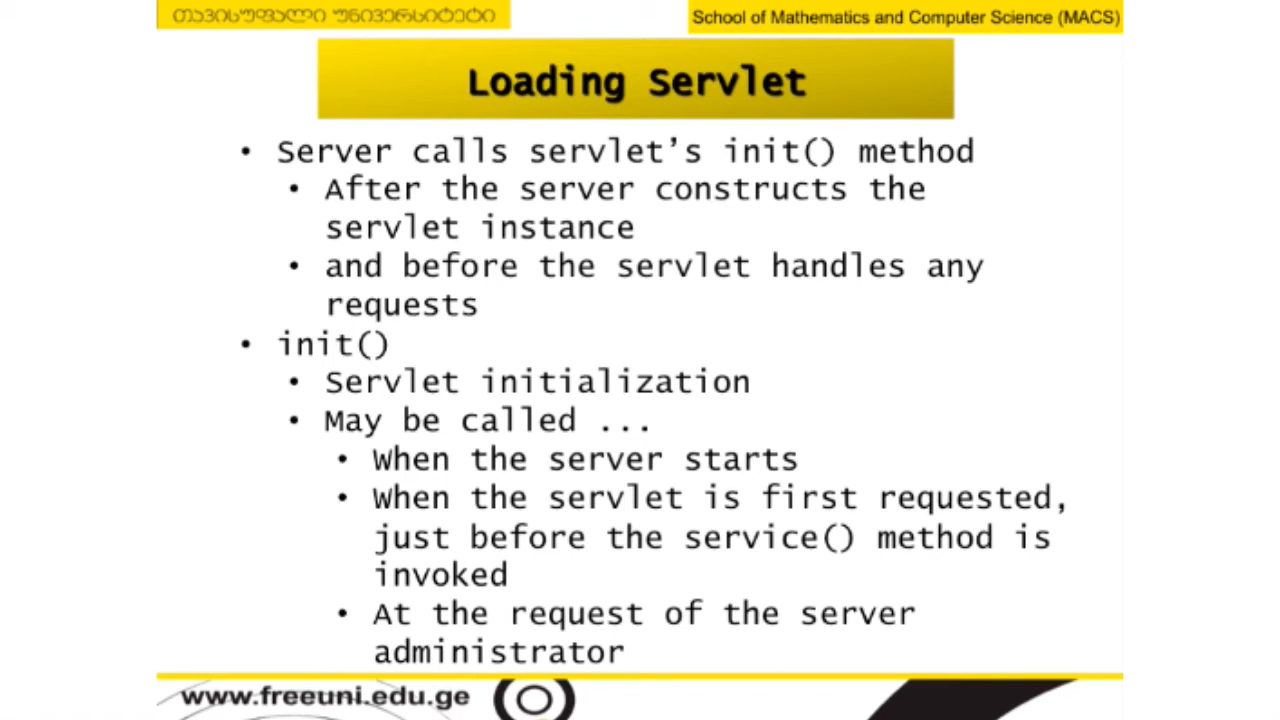 თავისუფალი უნივერსიტეტი
School of Mathematics and Computer Science (MACS)
Loading Servlet
• Server calls servlet’s init() method
• After the server constructs the
servlet instance
• and before the servlet handles any
requests
• init()
• Servlet initialization
• May be called ...
• When the server starts
• When the servlet is first requested,
just before the service() method is
invoked
• At the request of the server
administrator
www.freeuni.edu.ge